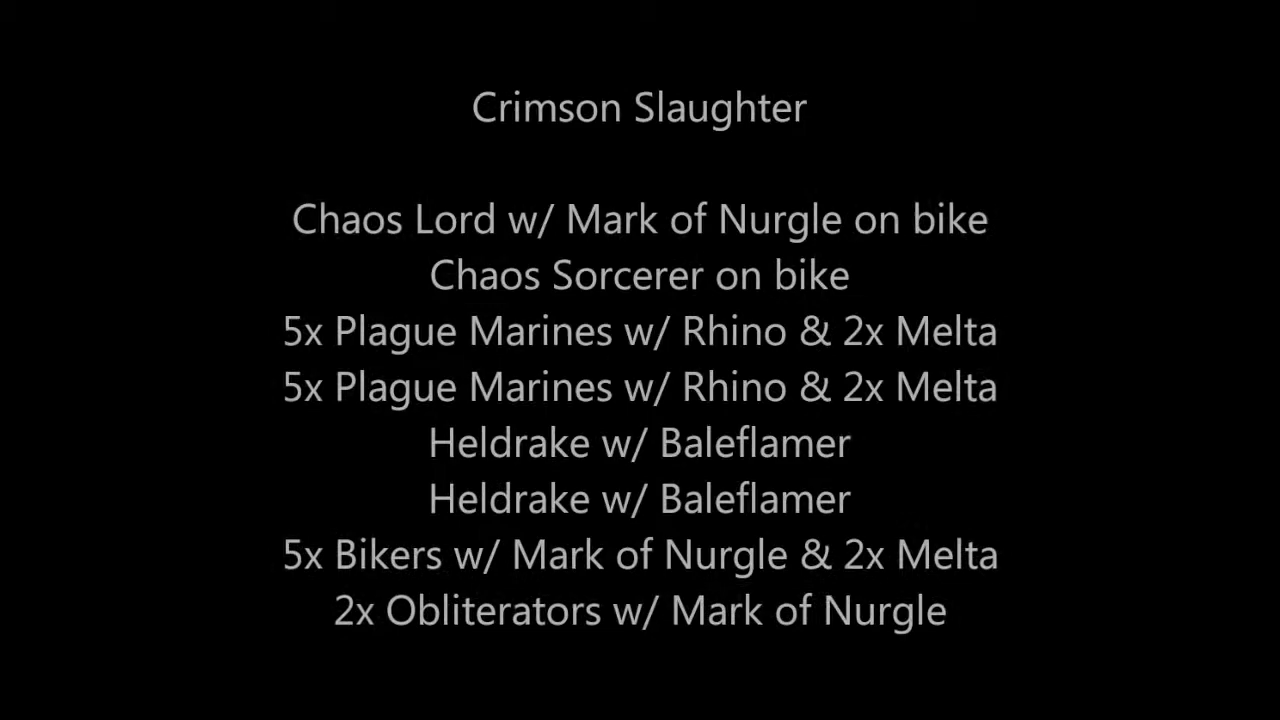 Crimson Slaughter
Chaos Lord w/ Mark of Nurgle on bike
Chaos Sorcerer on bike
5x Plague Marines w/ Rhino & 2x Melta
5x Plague Marines w/ Rhino & 2x Melta
Heldrake w/ Baleflamer
Heldrake w/ Baleflamer
5x Bikers w/ Mark of Nurgle & 2x Melta
2x Obliterators w/ Mark of Nurgle